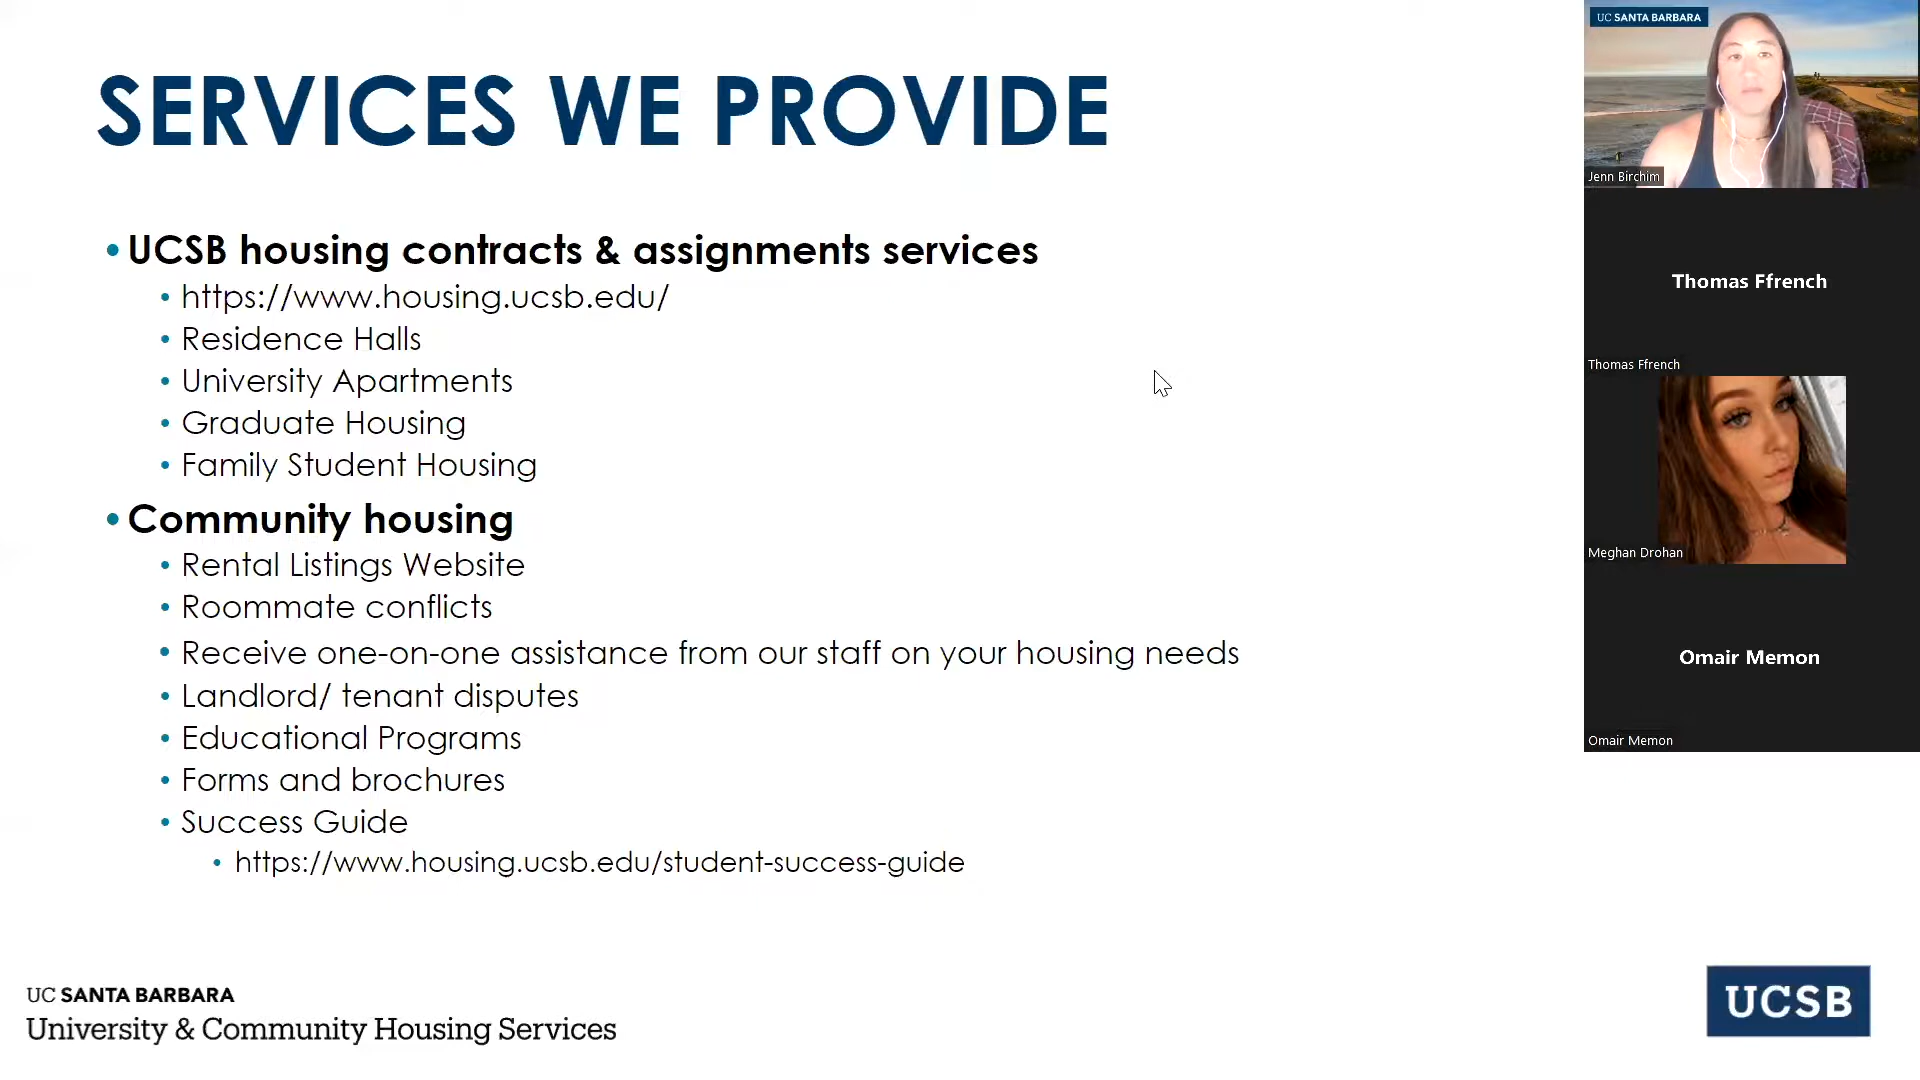 SERVICES WE PROVIDE
UCSB housing contracts & assignments services
https://www.housing.ucsb.edu/
Residence Halls
University Apartments
Graduate Housing
Family Student Housing
Community housing
Rental Listings Website
Roommate conflicts
Receive one-on-one assistance from our staff on your housing needs
Landlord/ tenant disputes
Educational Programs
Forms and brochures
Success Guide
https://www.housing.ucsb.edu/student-success-guide
UC SANTA BARBARA
University & Community Housing Services
UCSB
UC SANTA BARBARA
Jenn Birchim
Thomas Ffrench
Thomas Ffrench
Meghan Drohan
Omair Memon
Omair Memon